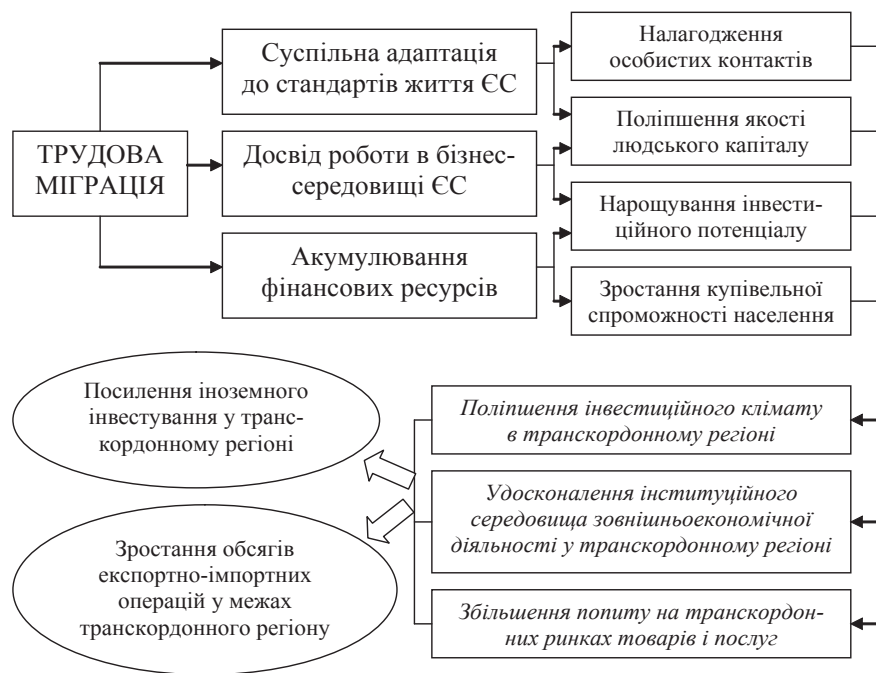 ТРУДОВА
МІГРАЦІЯ
Суспільна адаптація
до стандартів життя ЄС
Досвід роботи в бізнес-
середовищі ЄС
Акумулювання
фінансових ресурсів
Налагодження
особистих контактів
Поліпшення якості
людського капіталу
Нарощування інвести-
ційного потенціалу
Зростання купівельної
спроможності населення
Посилення іноземного
інвестування у транс-
кордонному регіоні
Зростання обсягів
експортно-імпортних
операцій у межах
транскордонного регіону
Поліпшення інвестиційного клімату
в транскордонному регіоні
Удосконалення інституційного
середовища зовнішньоекономічної
діяльності у транскордонному регіоні
Збільшення попиту на транскордон-
них ринках товарів і послуг